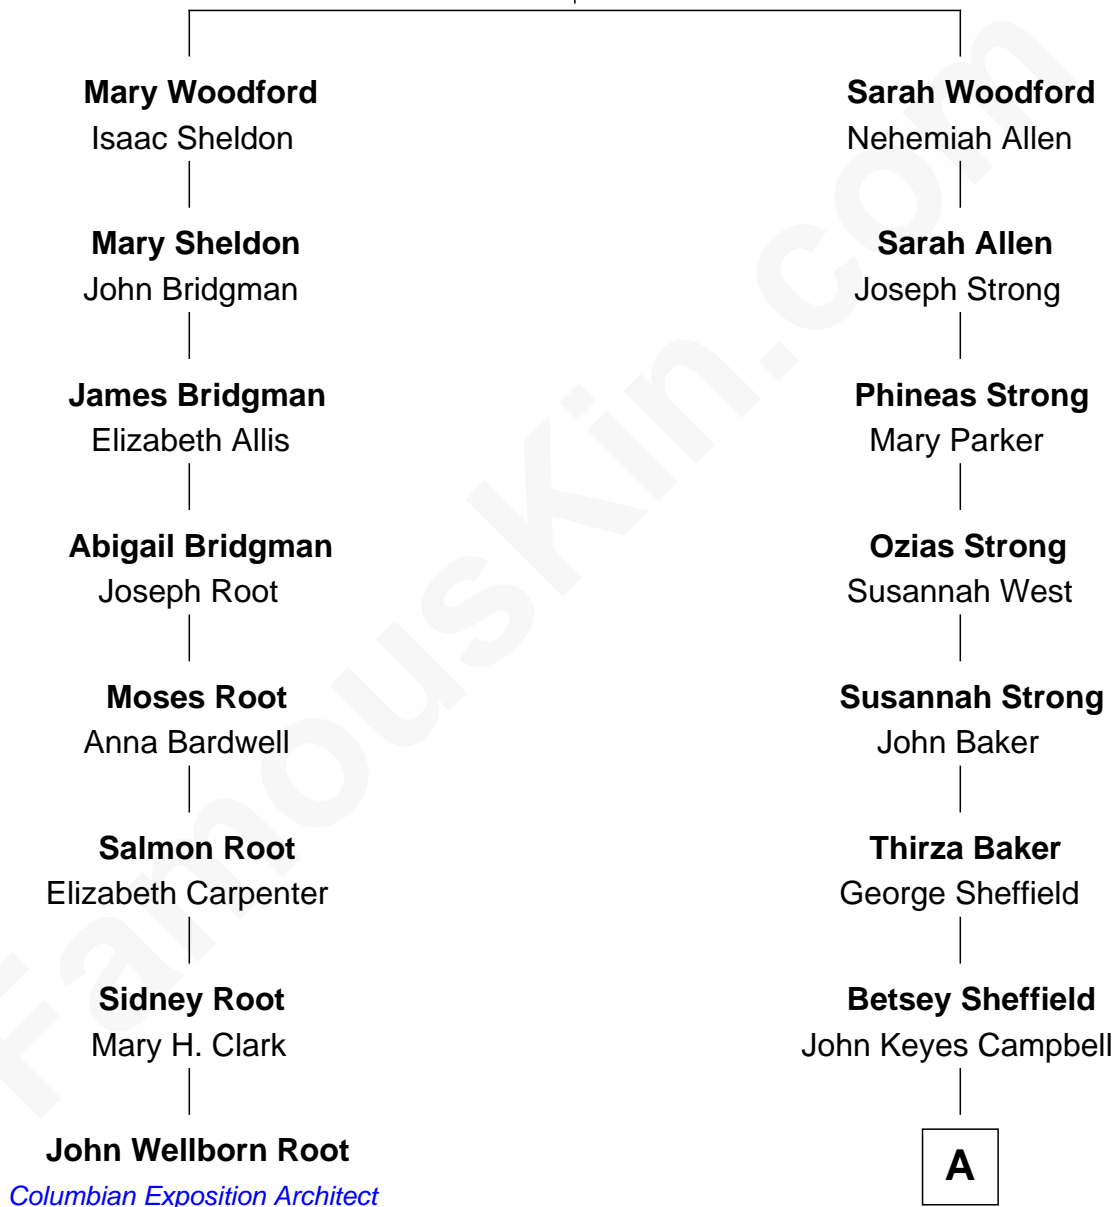 Mary Woodford
Isaac Sheldon
Mary Sheldon
John Bridgman
James Bridgman
Elizabeth Allis
Abigail Bridgman
Joseph Root
Moses Root
Anna Bardwell
Salmon Root
Elizabeth Carpenter
Sidney Root
Mary H. Clark
John Wellborn Root
Columbian Exposition Architect
Sarah Woodford
Nehemiah Allen
Sarah Allen
Joseph Strong
Phineas Strong
Mary Parker
Ozias Strong
Susannah West
Susannah Strong
John Baker
Thirza Baker
George Sheffield
Betsey Sheffield
John Keyes Campbell
A
FamousKin.com